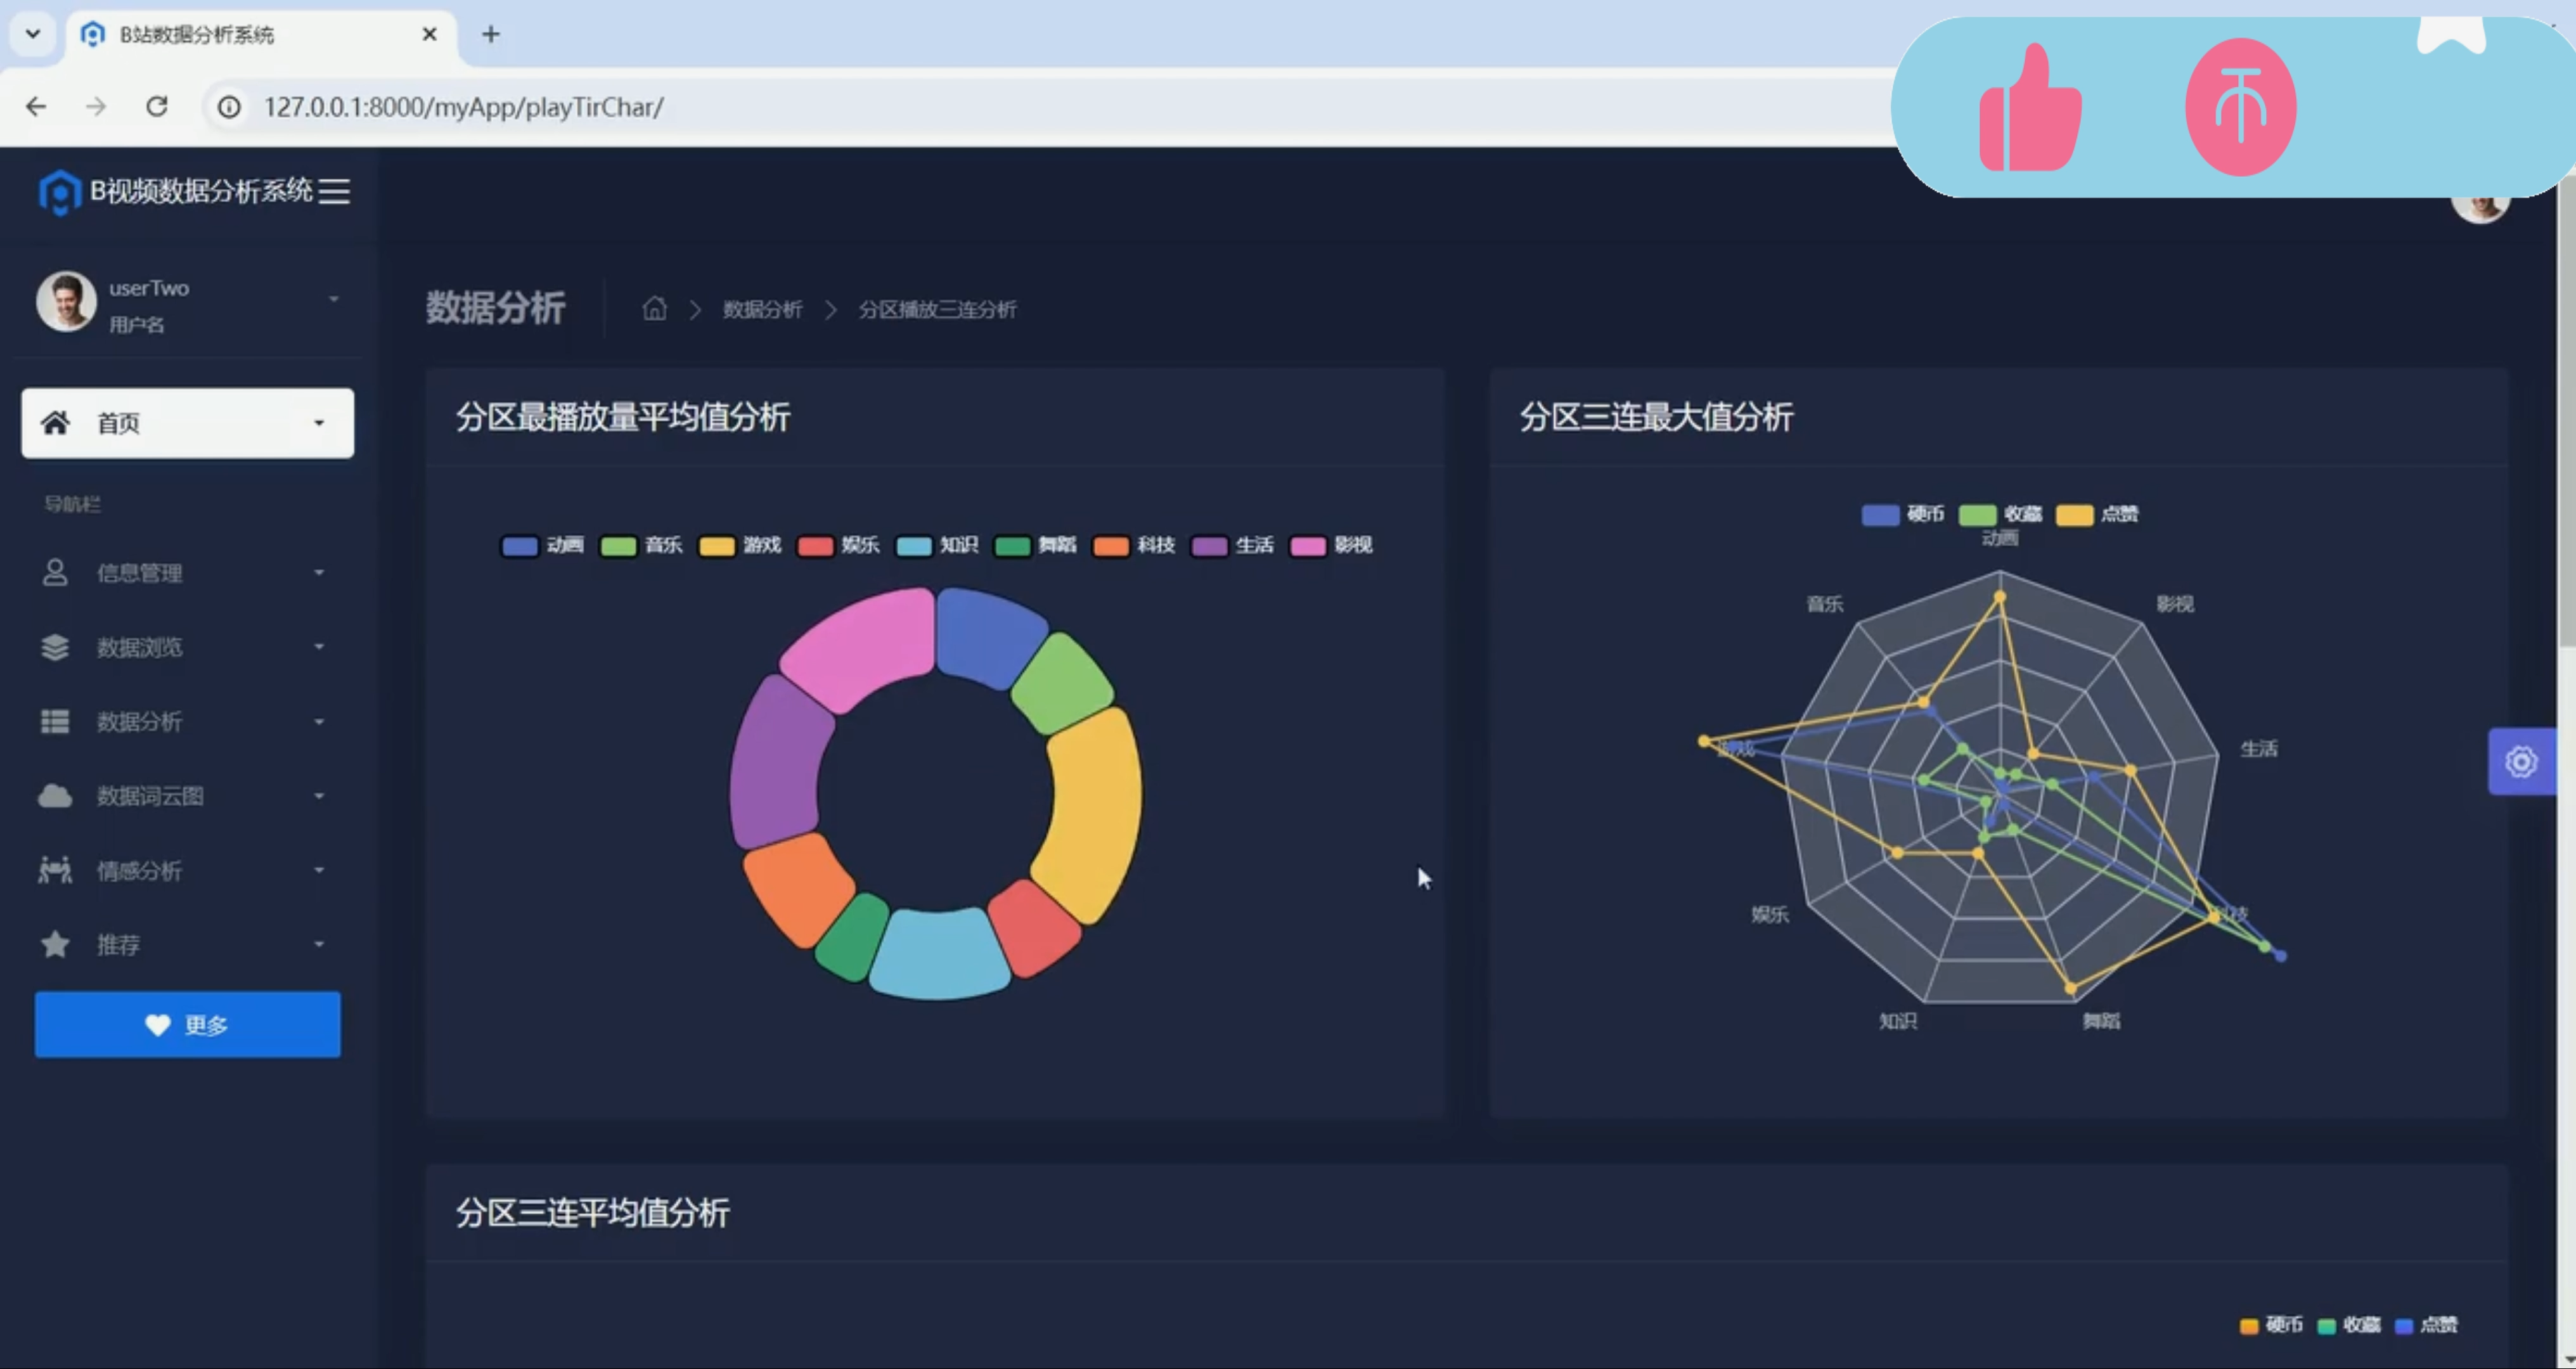 B站数据分析系统
127.0.0.1:8000/myApp/playTirChar/
B视频数据分析系统
userTwo
用户名
首页
导航栏
信息管理
数据浏览
数据分析
数据词云图
情感分析
推荐
更多
数据分析
数据分析
分区播放三连分析
分区最播放量平均值分析
动画 音乐 游戏 娱乐 知识 舞蹈 科技 生活 影视
分区三连最大值分析
硬币 收藏 点赞
动画
音乐
影视
游戏
生活
娱乐
科技
知识
舞蹈
分区三连平均值分析
硬币 收藏 点赞